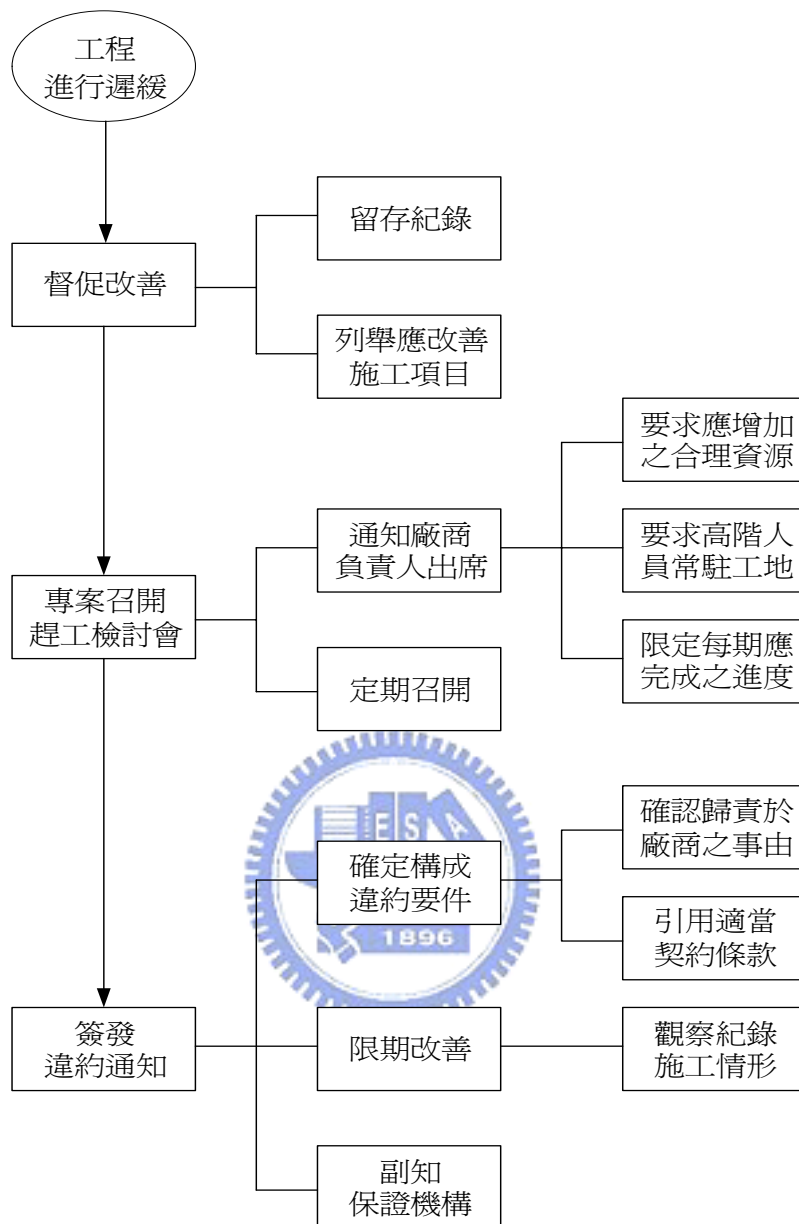 工程
進行遲緩
留存紀錄
督促改善
列舉應改善
施工項目
要求應增加
之合理資源
通知廠商
負責人出席
要求高階人
員常駐工地
專案召開
趕工檢討會
限定每期應
完成之進度
定期召開
確認歸責於
廠商之事由
ESA
確定構成
違約要件
引用適當
契約條款
1896
簽發
違約通知
限期改善
觀察紀錄
施工情形
副知
保證機構